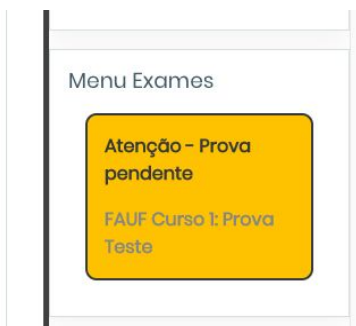 Menu Exames
Atenção - Prova
pendente
FAUF Curso 1: Prova
Teste